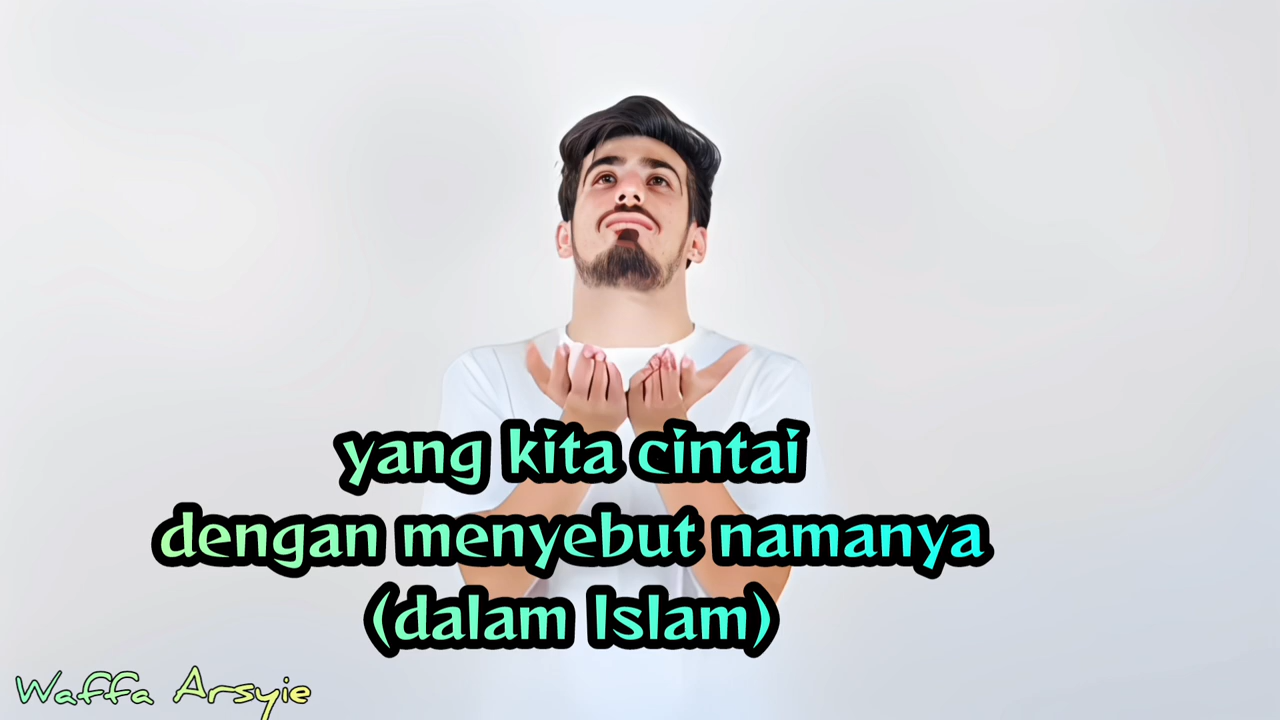 yang kita cintai
dengan menyebut namanya
(dalam Islam)
Waffa Arsyie